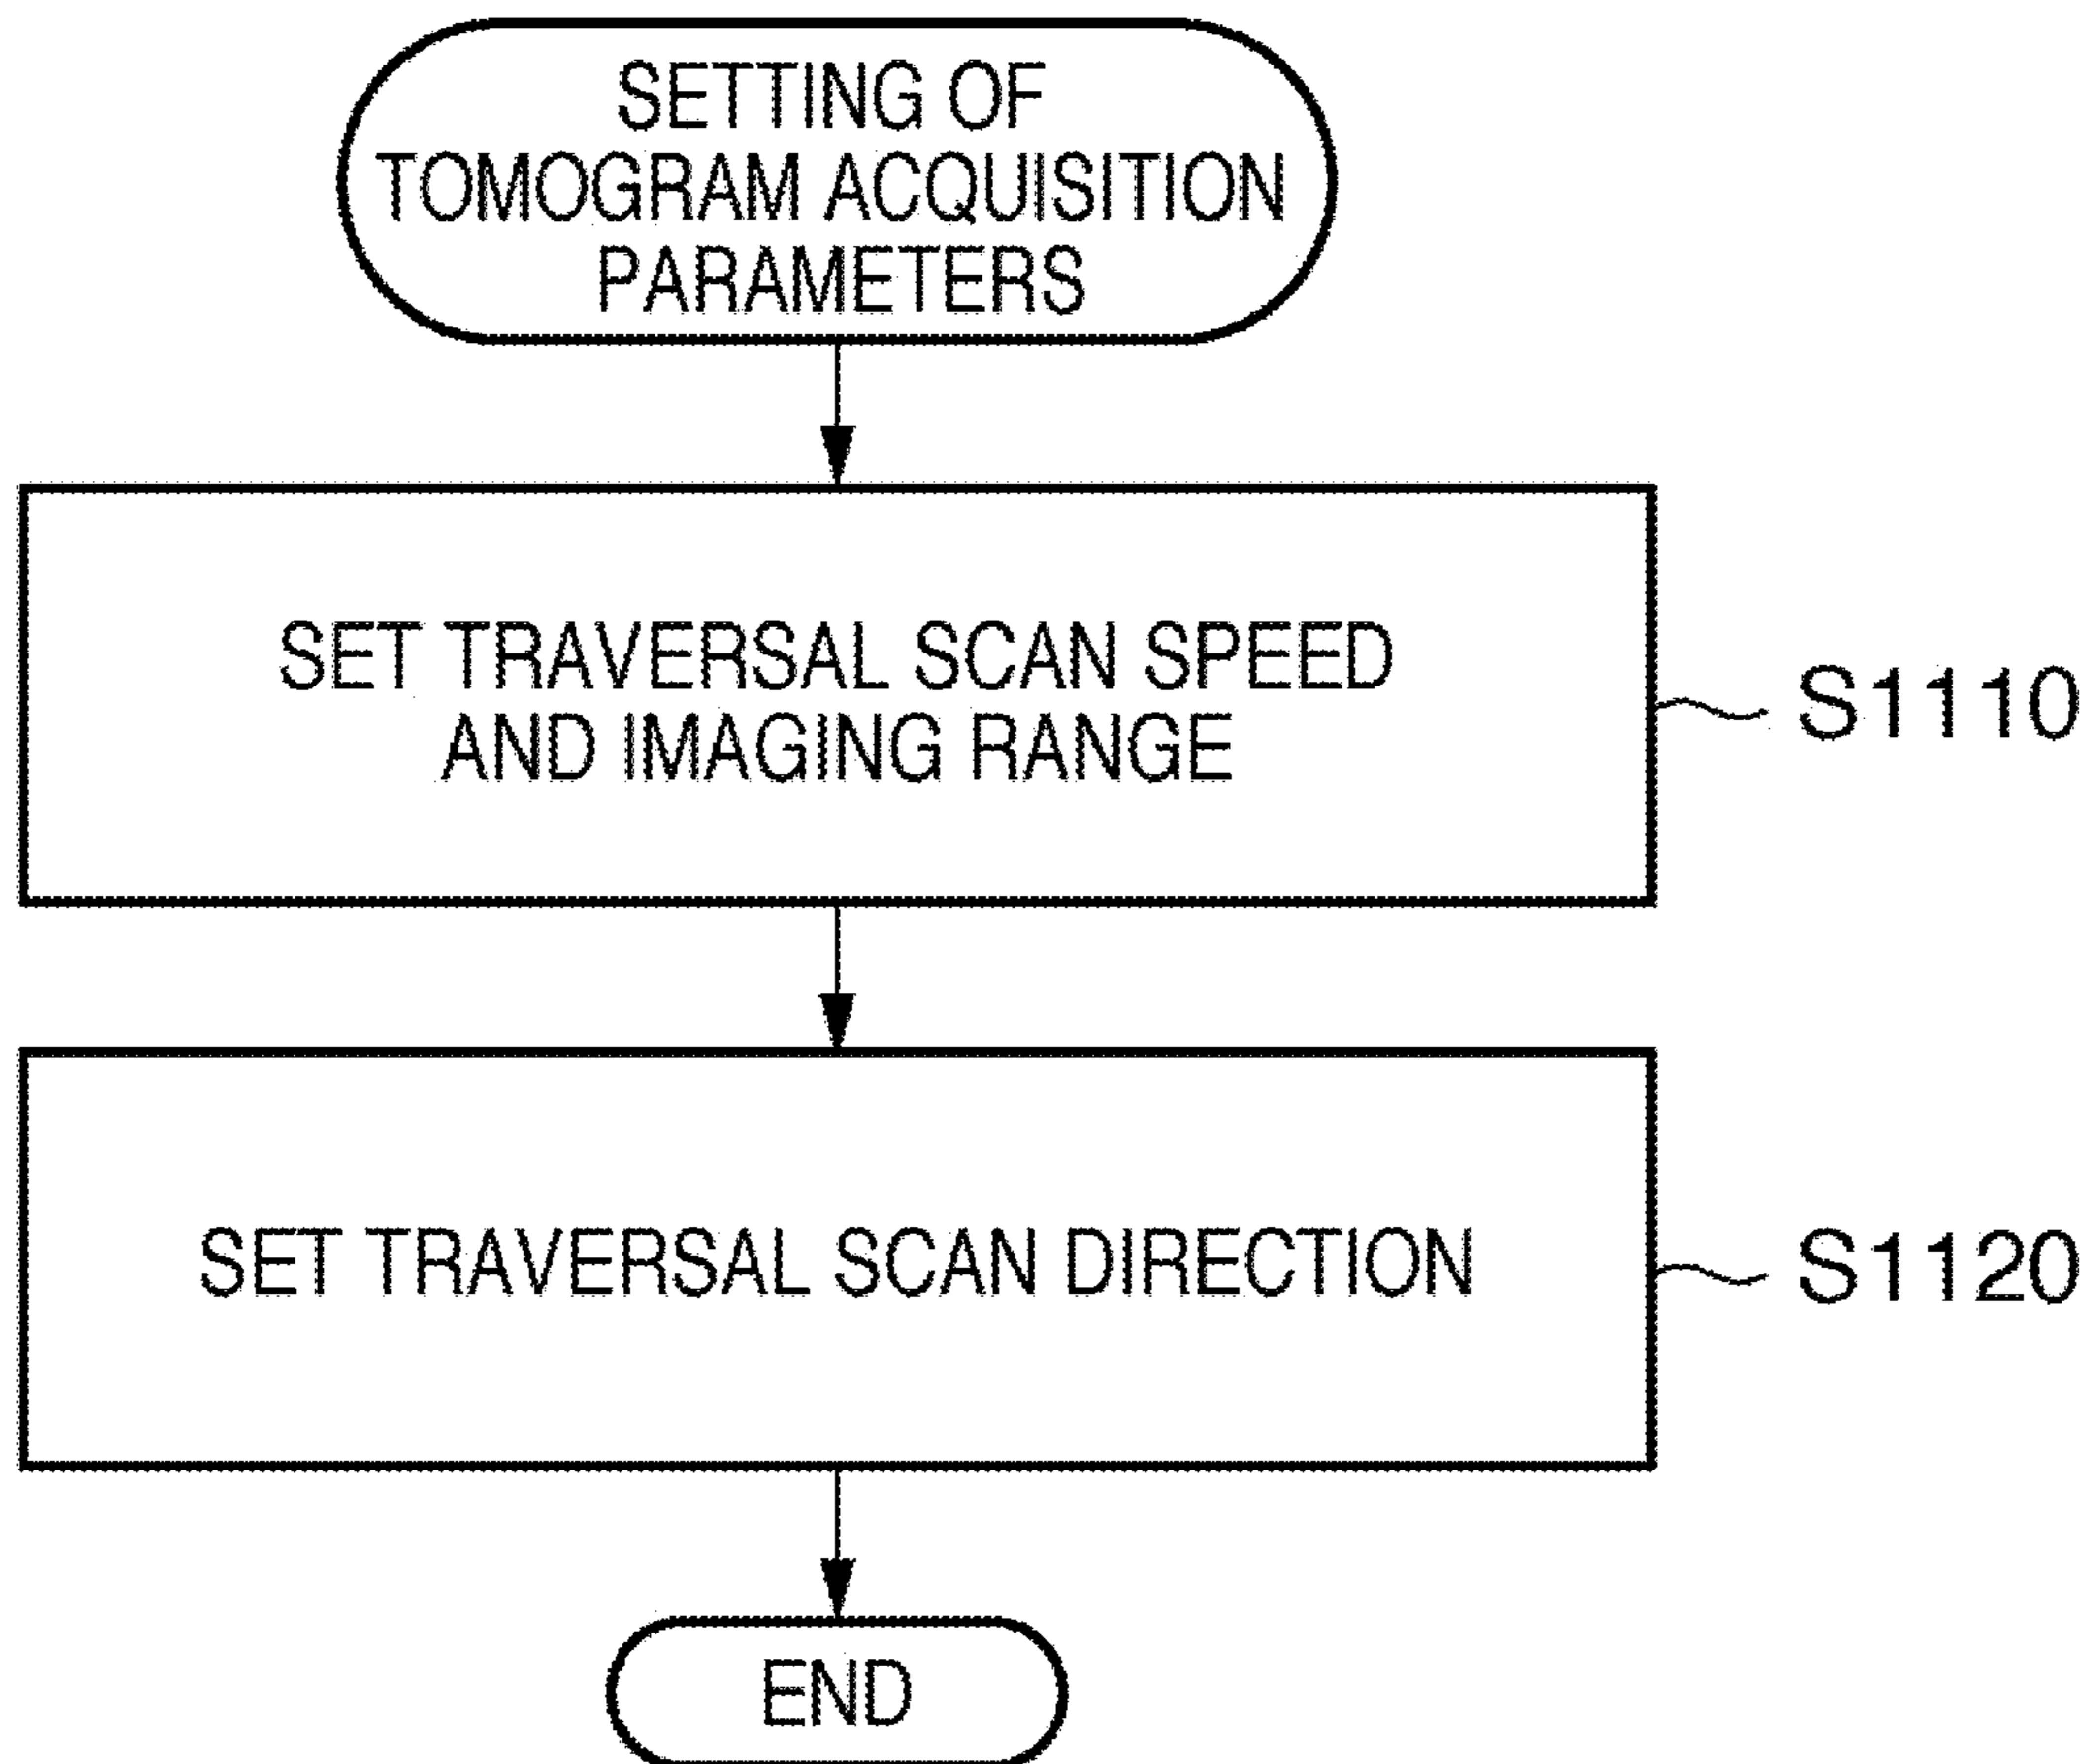 SETTING OF
TOMOGRAM ACQUISITION
PARAMETERS
SET TRAVERSAL SCAN SPEED
AND IMAGING RANGE
S1110
SET TRAVERSAL SCAN DIRECTION
S1120
END